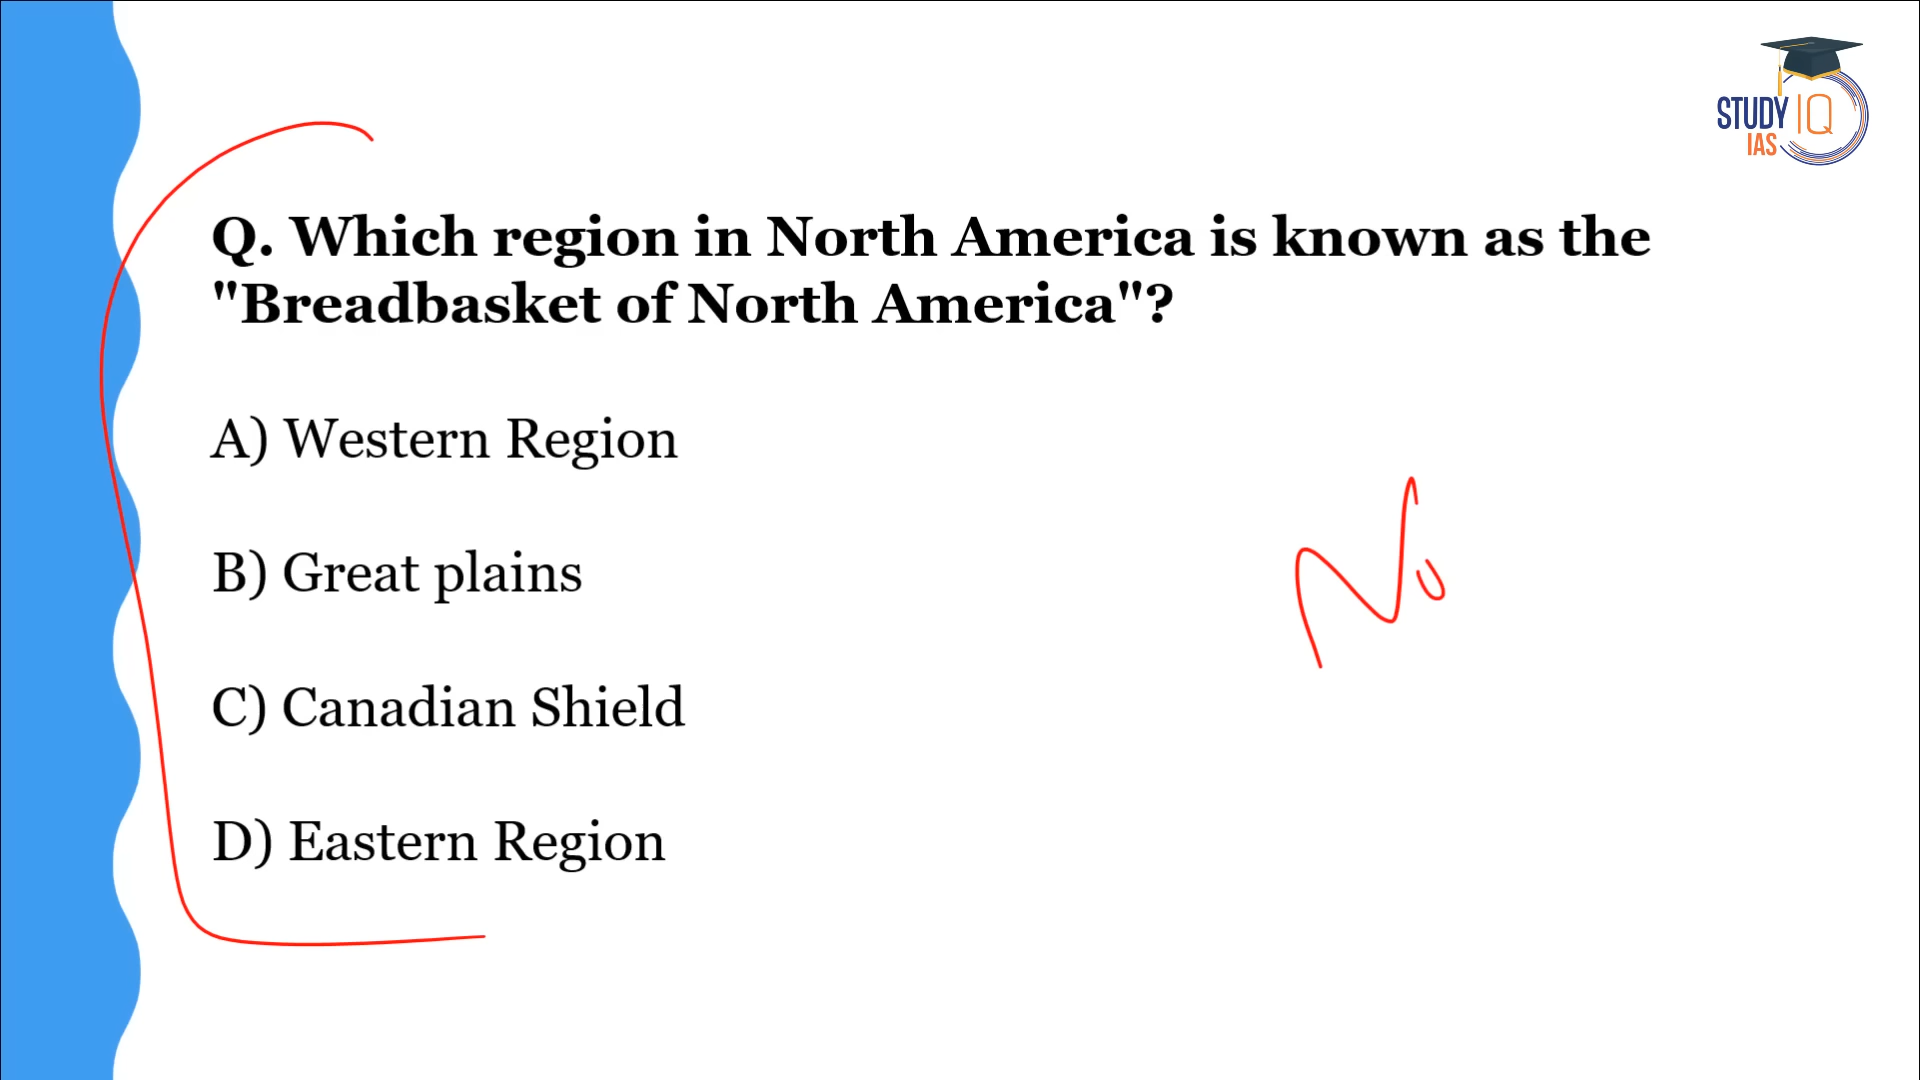 STUDY IQ
IAS
Q. Which region in North America is known as the
"Breadbasket of North America"?
A) Western Region
B) Great plains
No
C) Canadian Shield
D) Eastern Region